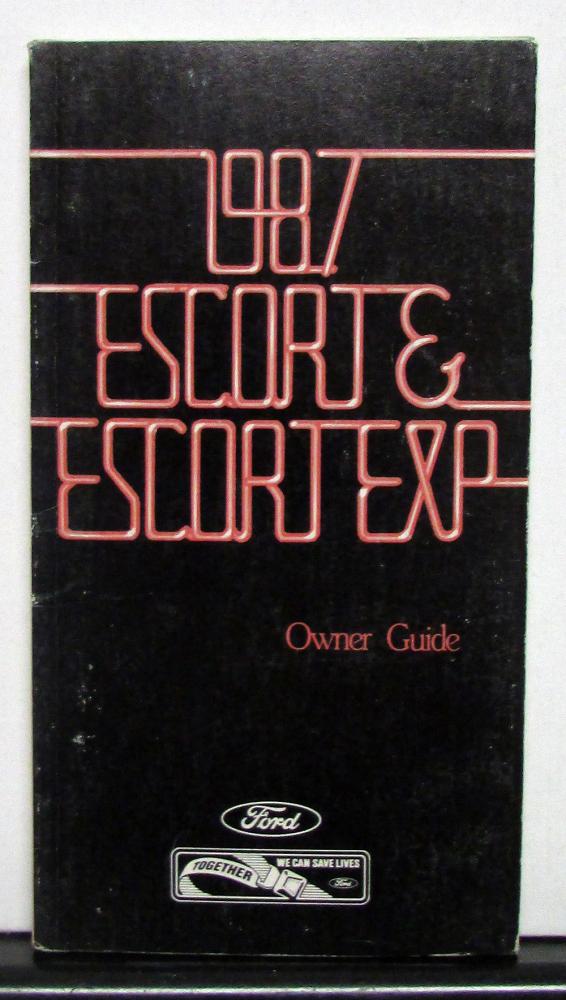 1987
ESCORT &
ESCORT EXP
Owner Guide
Ford
TOGETHER WE CAN SAVE LIVES
Ford